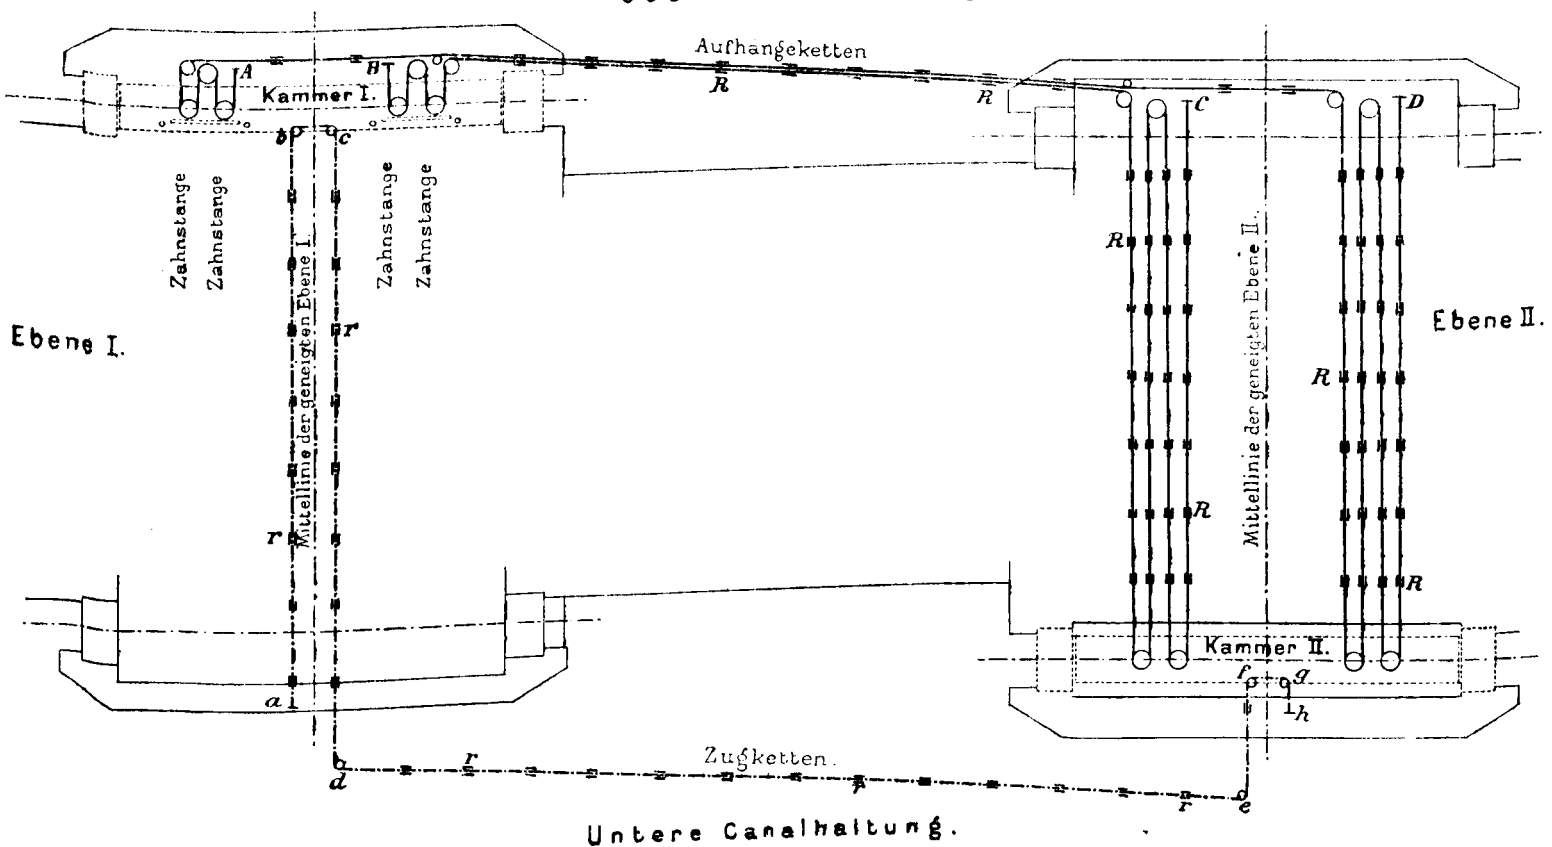 Aufhängeketten
A
B
Kammer I.
R
R
C
D
b
c
Zahnstange
Zahnstange
Zahnstange
Zahnstange
R
Mittellinie der geneigten Ebene I.
Mittellinie der geneigten Ebene II.
Ebene I.
r
Ebene II.
R
R
r
R
Kammer II.
f
g
a
h
r
Zugketten.
d
r
r
e
Untere Canalhaltung.